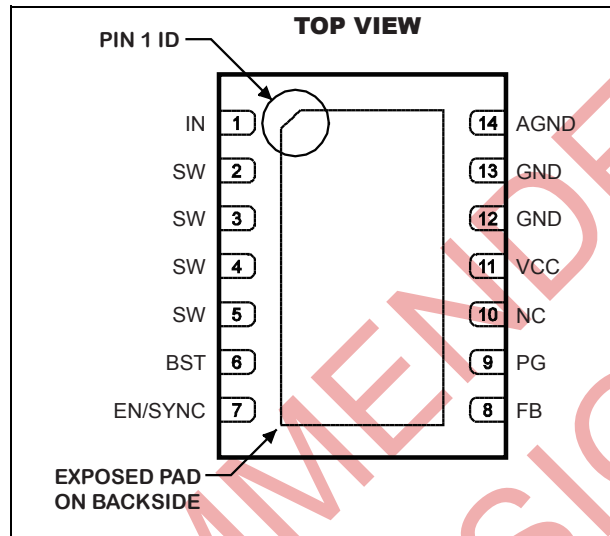 TOP VIEW
PIN 1 ID
IN 1 14 AGND
SW 2 13 GND
SW 3 12 GND
SW 4 11 VCC
SW 5 10 NC
BST 6 9 PG
EN/SYNC 7 8 FB
EXPOSED PAD
ON BACKSIDE